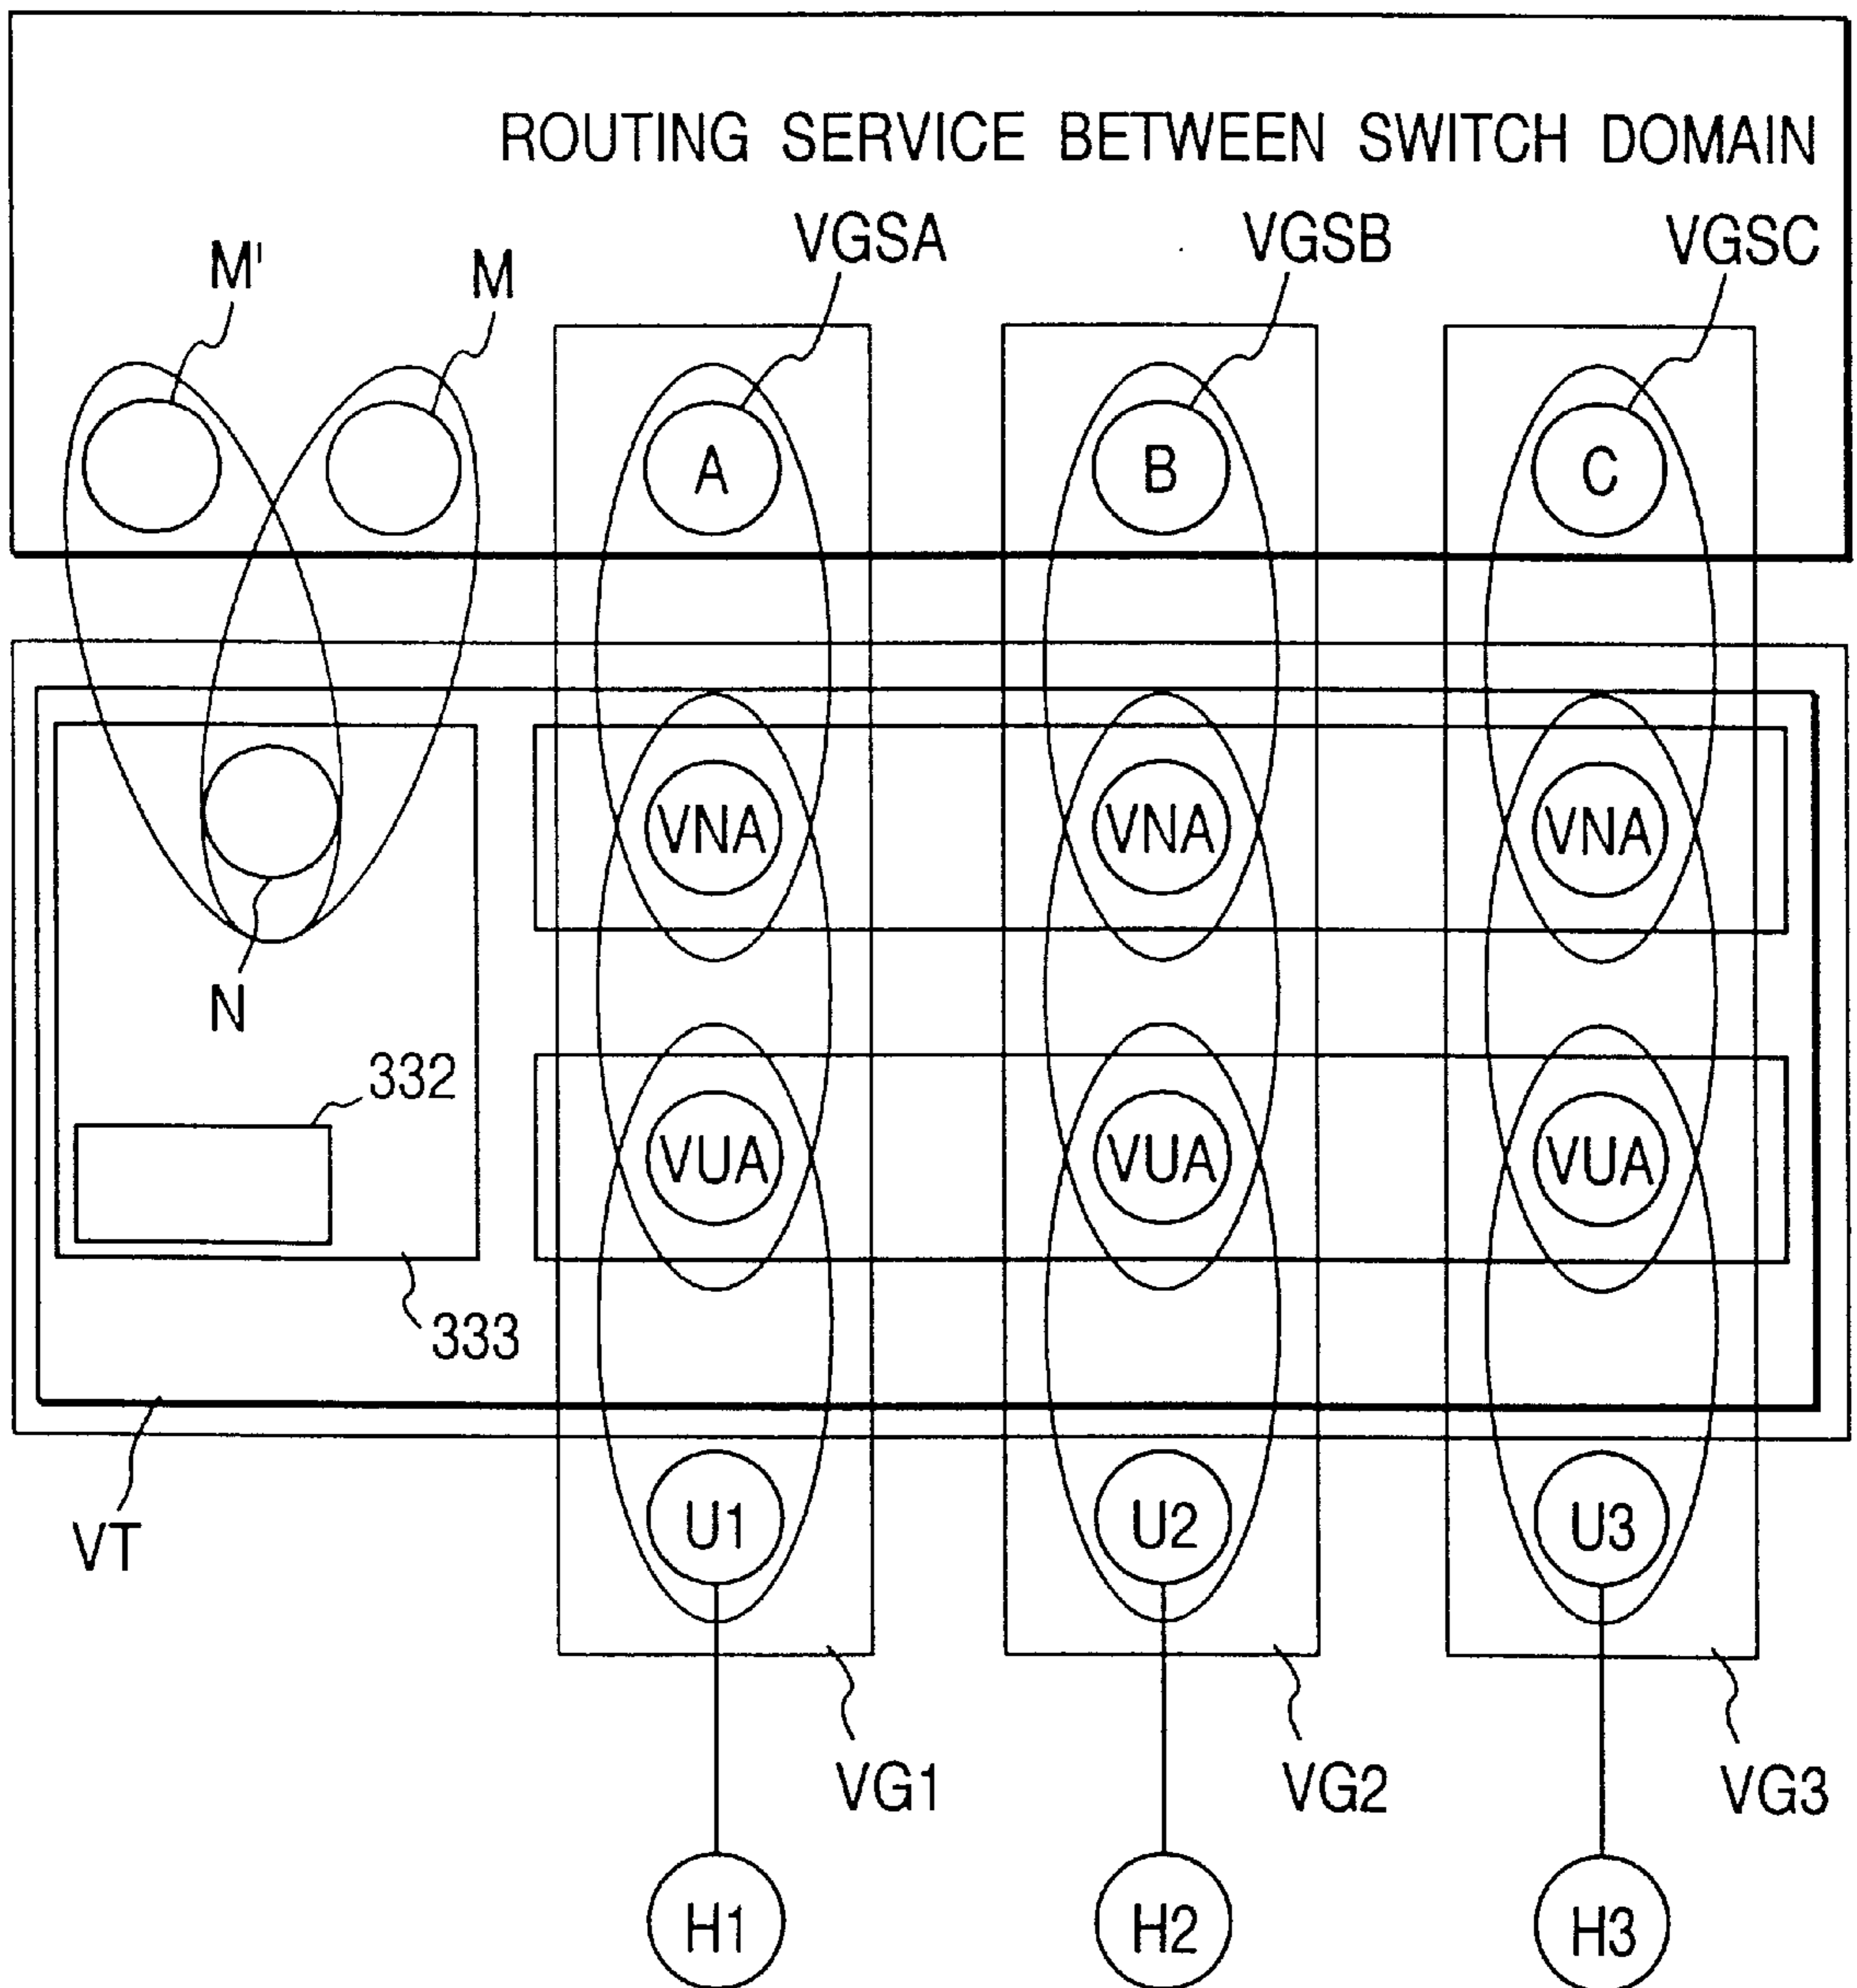 ROUTING SERVICE BETWEEN SWITCH DOMAIN
M' M VGSA VGSB VGSC
A B C
VNA VNA VNA
N
332
VUA VUA VUA
333
VT
U1 U2 U3
VG1 VG2 VG3
H1 H2 H3